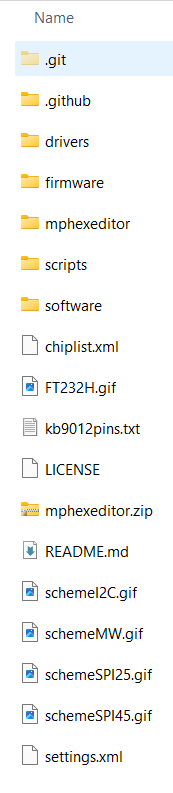 Name
.git
.github
drivers
firmware
mphexeditor
scripts
software
chiplist.xml
FT232H.gif
kb9012pins.txt
LICENSE
mphexeditor.zip
README.md
schemeI2C.gif
schemeMW.gif
schemeSPI25.gif
schemeSPI45.gif
settings.xml